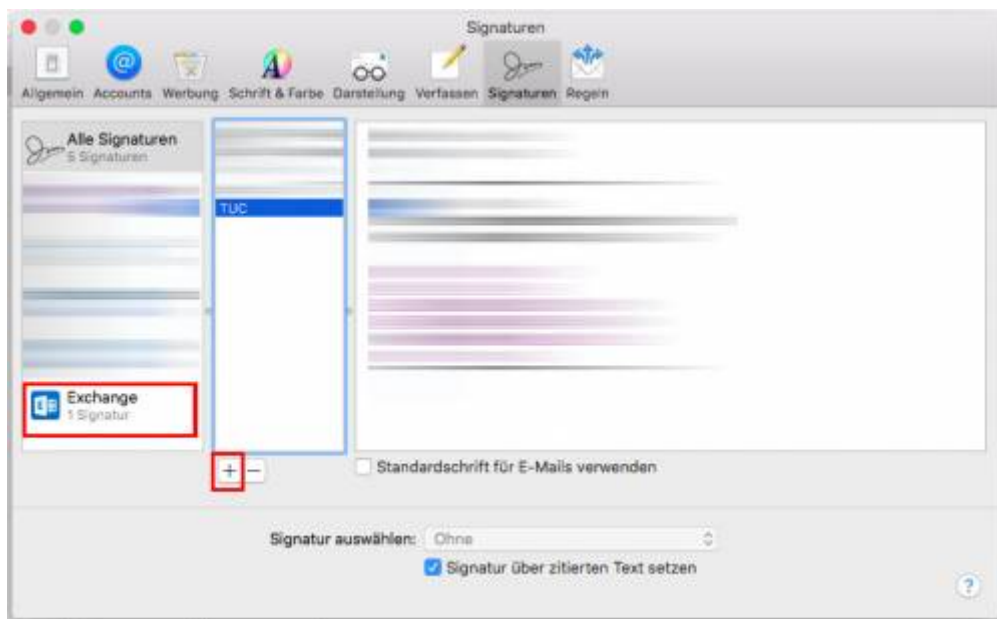 Signaturen
Allgemein Accounts Werbung Schrift & Farbe Darstellung Verfassen Signaturen Regeln
Alle Signaturen
5 Signaturen
TUC
Exchange
1 Signatur
+ −
Standardschrift für E-Mails verwenden
Signatur auswählen: Ohne
Signatur über zitierten Text setzen
?